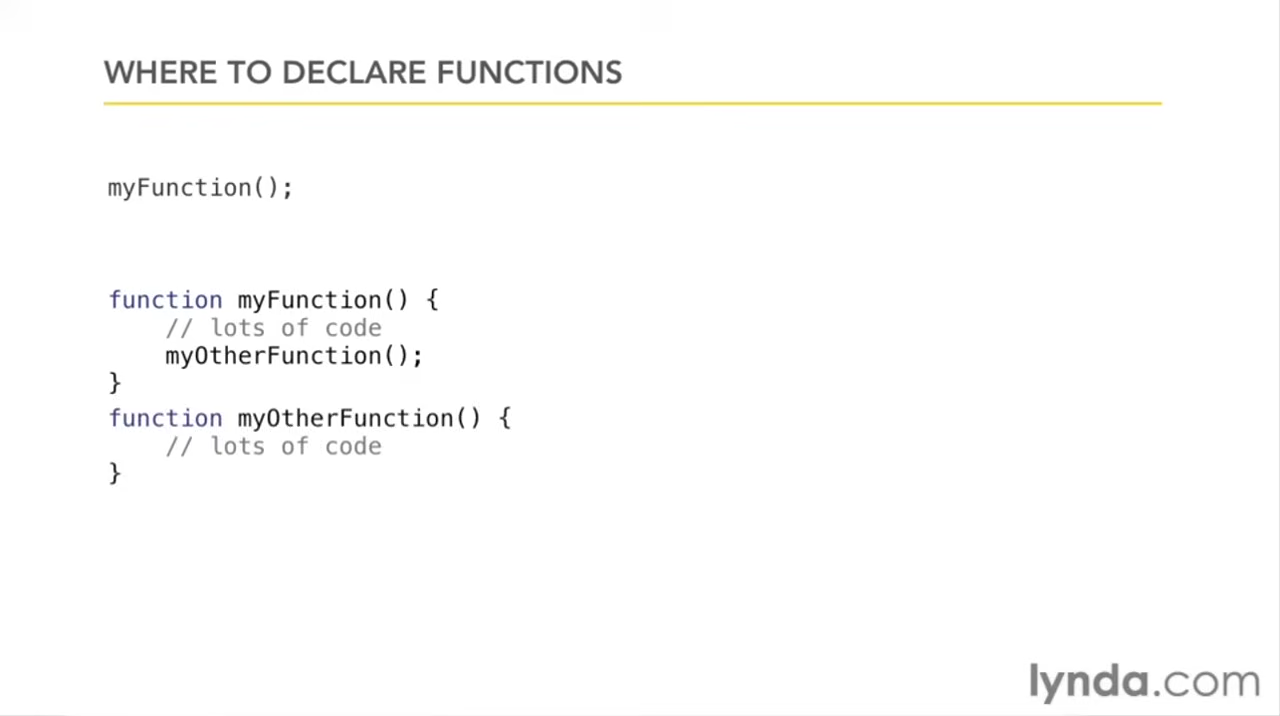 WHERE TO DECLARE FUNCTIONS
myFunction();
function myFunction() {
    // lots of code
    myOtherFunction();
}
function myOtherFunction() {
    // lots of code
}
lynda.com